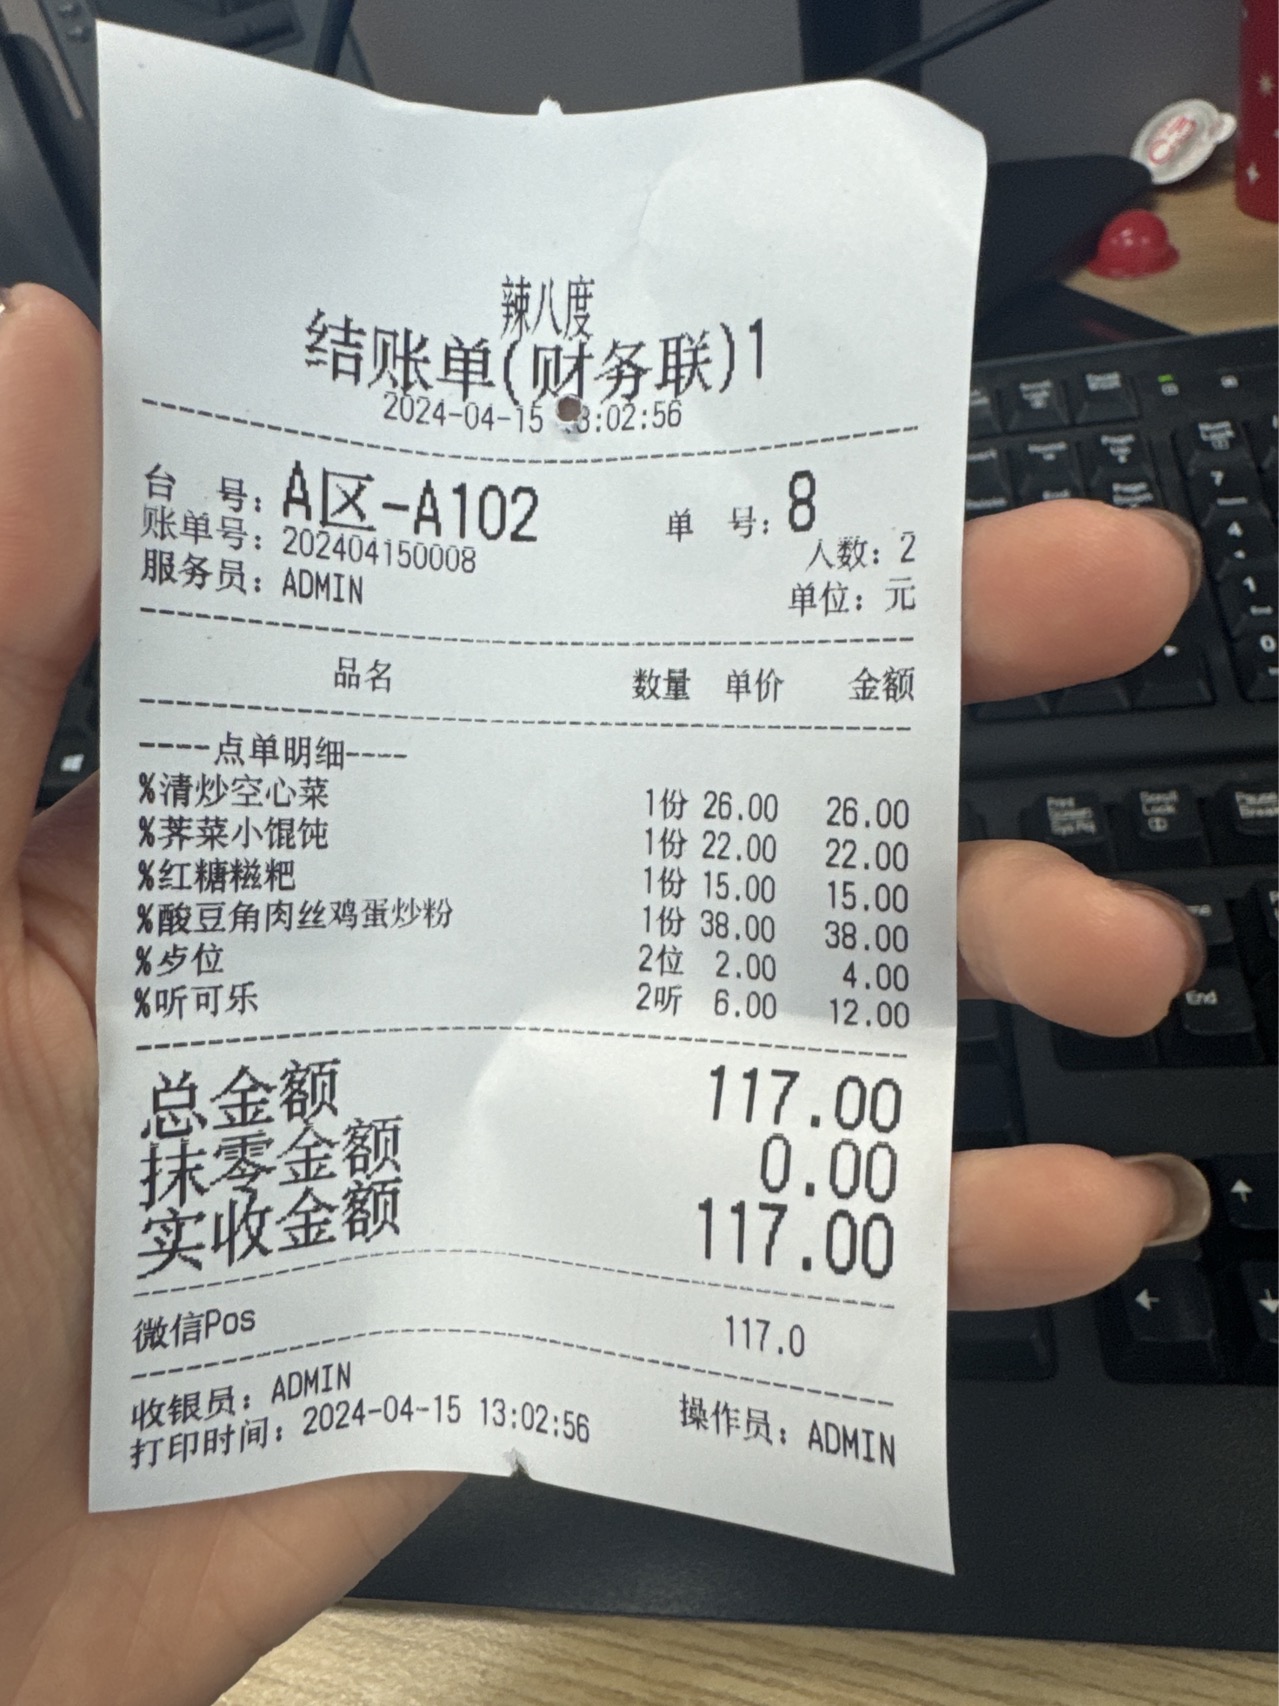 辣八度
结账单(财务联)1
2024-04-15 3:02:56
台 号: A区-A102 单 号: 8
账单号: 202404150008 人数: 2
服务员: ADMIN 单位: 元
品名 数量 单价 金额
----点单明细----
%清炒空心菜 1份 26.00 26.00
%荠菜小馄饨 1份 22.00 22.00
%红糖糍粑 1份 15.00 15.00
%酸豆角肉丝鸡蛋炒粉 1份 38.00 38.00
%歺位 2位 2.00 4.00
%听可乐 2听 6.00 12.00
总金额 117.00
抹零金额 0.00
实收金额 117.00
微信Pos 117.0
收银员: ADMIN 操作员: ADMIN
打印时间: 2024-04-15 13:02:56